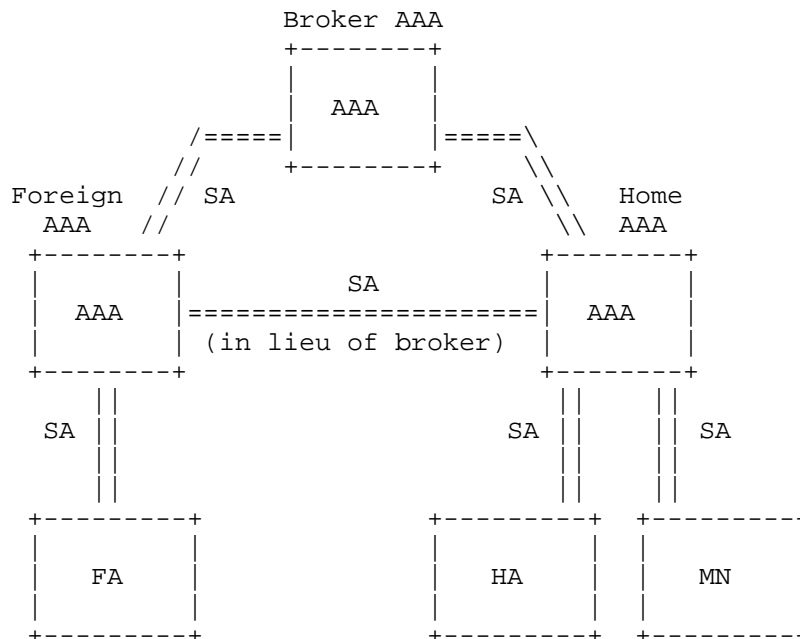 Broker AAA
AAA
SA SA
Foreign Home
AAA AAA
SA
AAA AAA
(in lieu of broker)
SA SA SA
FA HA MN